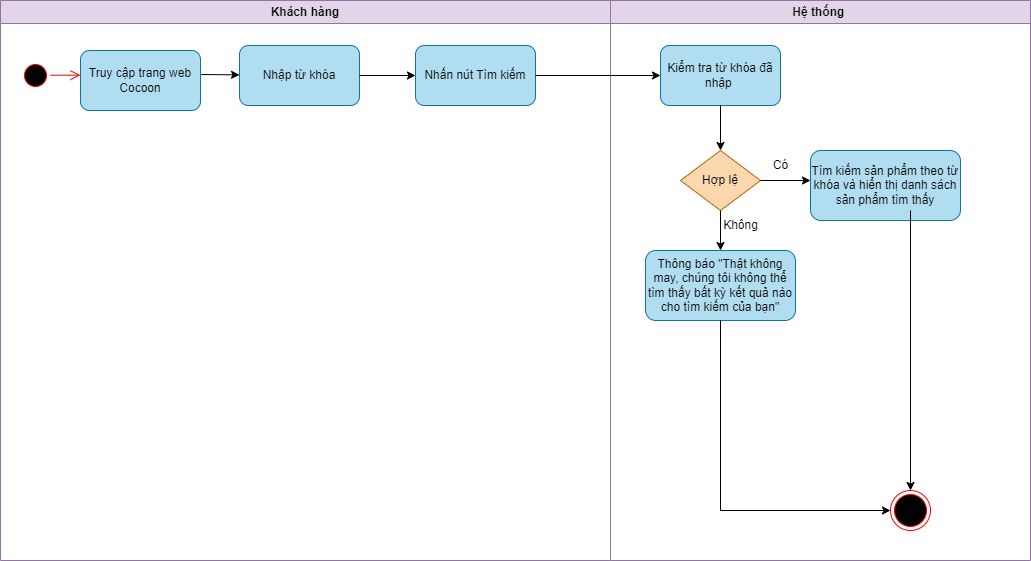 Khách hàng
Hệ thống
Truy cập trang web
Cocoon
Nhập từ khóa
Nhấn nút Tìm kiếm
Kiểm tra từ khóa đã
nhập
Hợp lệ
Có
Tìm kiếm sản phẩm theo từ
khóa và hiển thị danh sách
sản phẩm tìm thấy
Không
Thông báo "Thật không
may, chúng tôi không thể
tìm thấy bất kỳ kết quả nào
cho tìm kiếm của bạn"